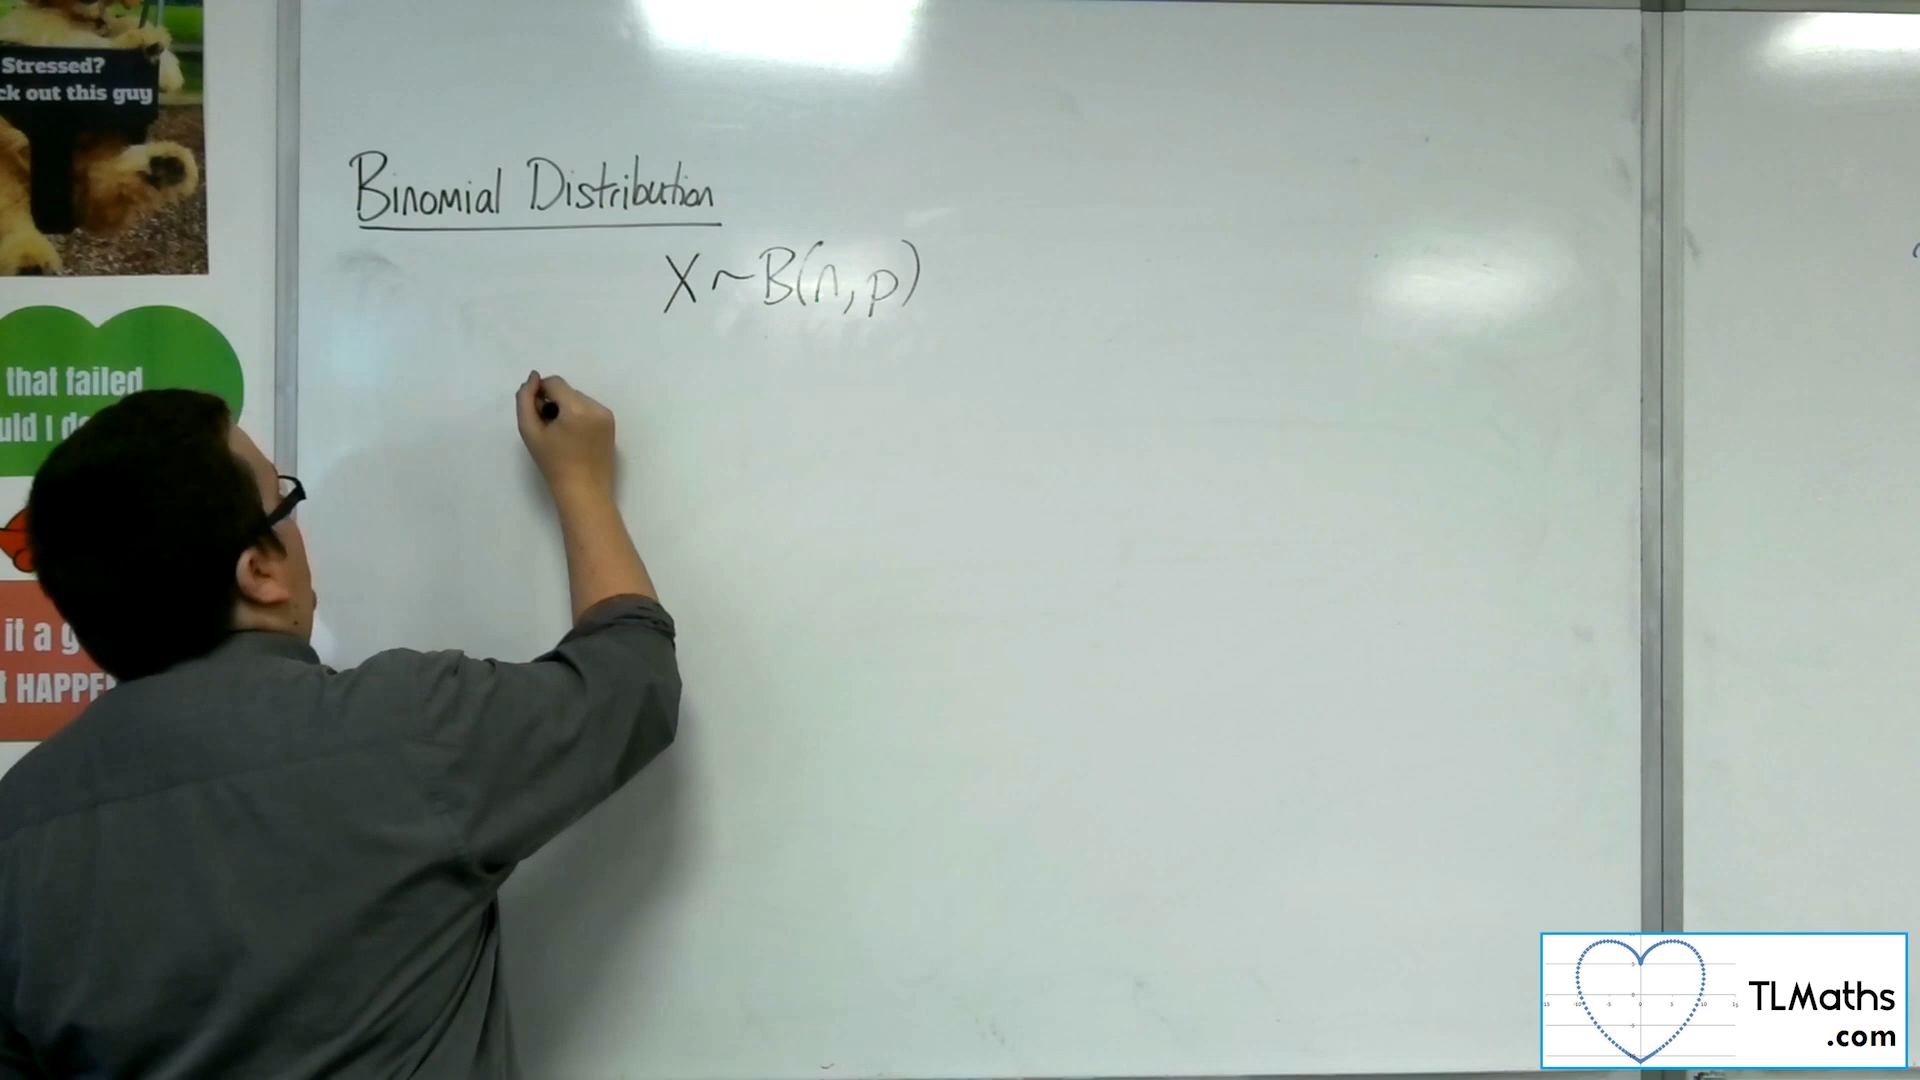 Stressed?
ck out this guy
Binomial Distribution
X ~ B(n, p)
that failed
uld I d
it a g
t HAPPE
TLMaths
.com